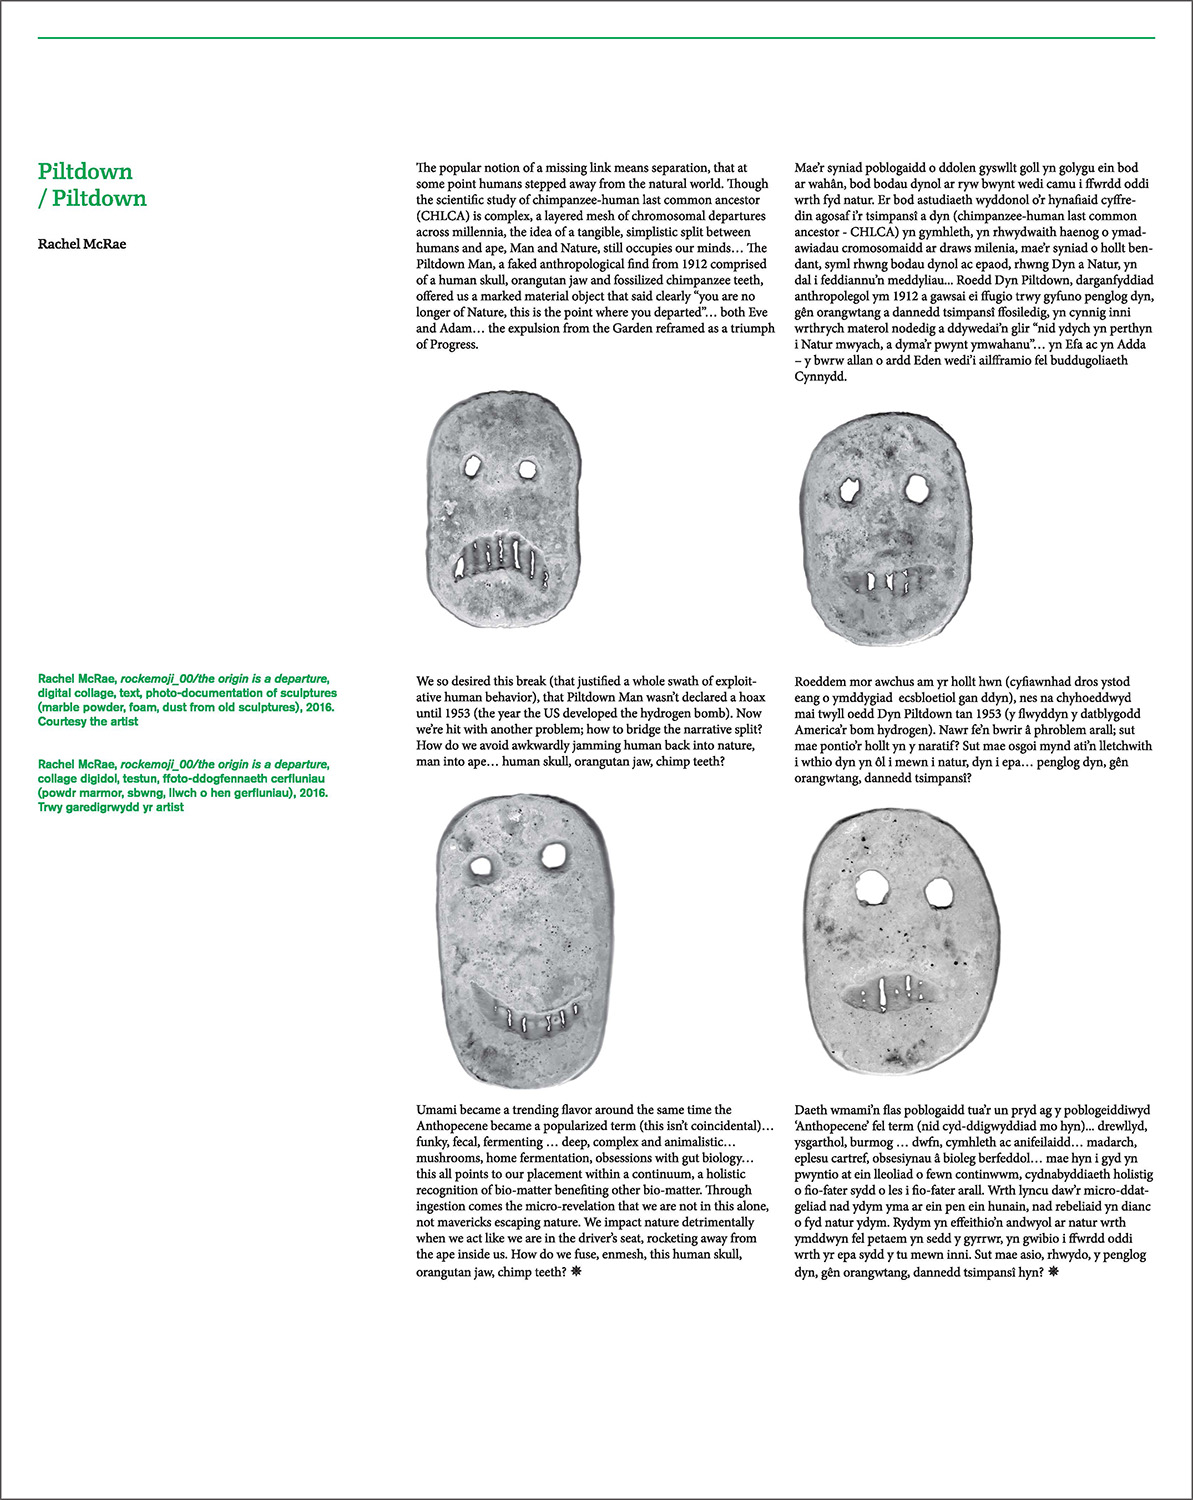 Piltdown
/ Piltdown
Rachel McRae
The popular notion of a missing link means separation, that at
some point humans stepped away from the natural world. Though
the scientific study of chimpanzee-human last common ancestor
(CHLCA) is complex, a layered mesh of chromosomal departures
across millennia, the idea of a tangible, simplistic split between
humans and ape, Man and Nature, still occupies our minds… The
Piltdown Man, a faked anthropological find from 1912 comprised
of a human skull, orangutan jaw and fossilized chimpanzee teeth,
offered us a marked material object that said clearly “you are no
longer of Nature, this is the point where you departed”… both Eve
and Adam… the expulsion from the Garden reframed as a triumph
of Progress.
Mae’r syniad poblogaidd o ddolen gyswllt goll yn golygu ein bod
ar wahân, bod bodau dynol ar ryw bwynt wedi camu i ffwrdd oddi
wrth fyd natur. Er bod astudiaeth wyddonol o’r hynafiaid cyffre-
din agosaf i’r tsimpansî a dyn (chimpanzee-human last common
ancestor - CHLCA) yn gymhleth, yn rhwydwaith haenog o ymad-
awiadau cromosomaidd ar draws milenia, mae’r syniad o hollt ben-
dant, syml rhwng bodau dynol ac epaod, rhwng Dyn a Natur, yn
dal i feddiannu’n meddyliau... Roedd Dyn Piltdown, darganfyddiad
anthropolegol ym 1912 a gawsai ei ffugio trwy gyfuno penglog dyn,
gên orangwtang a dannedd tsimpansî ffosiledig, yn cynnig inni
wrthrych materol nodedig a ddywedai’n glir “nid ydych yn perthyn
i Natur mwyach, a dyma’r pwynt ymwahanu”… yn Efa ac yn Adda
– y bwrw allan o ardd Eden wedi’i ailfframio fel buddugoliaeth
Cynnydd.
Rachel McRae, rockemoji_00/the origin is a departure,
digital collage, text, photo-documentation of sculptures
(marble powder, foam, dust from old sculptures), 2016.
Courtesy the artist
Rachel McRae, rockemoji_00/the origin is a departure,
collage digidol, testun, ffoto-ddogfennaeth cerfluniau
(powdr marmor, sbwng, llwch o hen gerfluniau), 2016.
Trwy garedigrwydd yr artist
We so desired this break (that justified a whole swath of exploit-
ative human behavior), that Piltdown Man wasn’t declared a hoax
until 1953 (the year the US developed the hydrogen bomb). Now
we’re hit with another problem; how to bridge the narrative split?
How do we avoid awkwardly jamming human back into nature,
man into ape… human skull, orangutan jaw, chimp teeth?
Roeddem mor awchus am yr hollt hwn (cyfiawnhad dros ystod
eang o ymddygiad ecsbloetiol gan ddyn), nes na chyhoeddwyd
mai twyll oedd Dyn Piltdown tan 1953 (y flwyddyn y datblygodd
America’r bom hydrogen). Nawr fe’n bwrir â phroblem arall; sut
mae pontio’r hollt yn y naratif? Sut mae osgoi mynd ati’n lletchwith
i wthio dyn yn ôl i mewn i natur, dyn i epa… penglog dyn, gên
orangwtang, dannedd tsimpansî?
Umami became a trending flavor around the same time the
Anthopecene became a popularized term (this isn’t coincidental)…
funky, fecal, fermenting … deep, complex and animalistic…
mushrooms, home fermentation, obsessions with gut biology…
this all points to our placement within a continuum, a holistic
recognition of bio-matter benefiting other bio-matter. Through
ingestion comes the micro-revelation that we are not in this alone,
not mavericks escaping nature. We impact nature detrimentally
when we act like we are in the driver’s seat, rocketing away from
the ape inside us. How do we fuse, enmesh, this human skull,
orangutan jaw, chimp teeth? ✵
Daeth wmami’n flas poblogaidd tua’r un pryd ag y poblogeiddiwyd
‘Anthopecene’ fel term (nid cyd-ddigwyddiad mo hyn)... drewllyd,
ysgarthol, burmog … dwfn, cymhleth ac anifeilaidd… madarch,
eplesu cartref, obsesiynau â bioleg berfeddol… mae hyn i gyd yn
pwyntio at ein lleoliad o fewn continwwm, cydnabyddiaeth holistig
o fio-fater sydd o les i fio-fater arall. Wrth lyncu daw’r micro-ddat-
geliad nad ydym yma ar ein pen ein hunain, nad rebeliaid yn dianc
o fyd natur ydym. Rydym yn effeithio’n andwyol ar natur wrth
ymddwyn fel petaem yn sedd y gyrrwr, yn gwibio i ffwrdd oddi
wrth yr epa sydd y tu mewn inni. Sut mae asio, rhwydo, y penglog
dyn, gên orangwtang, dannedd tsimpansî hyn? ✵